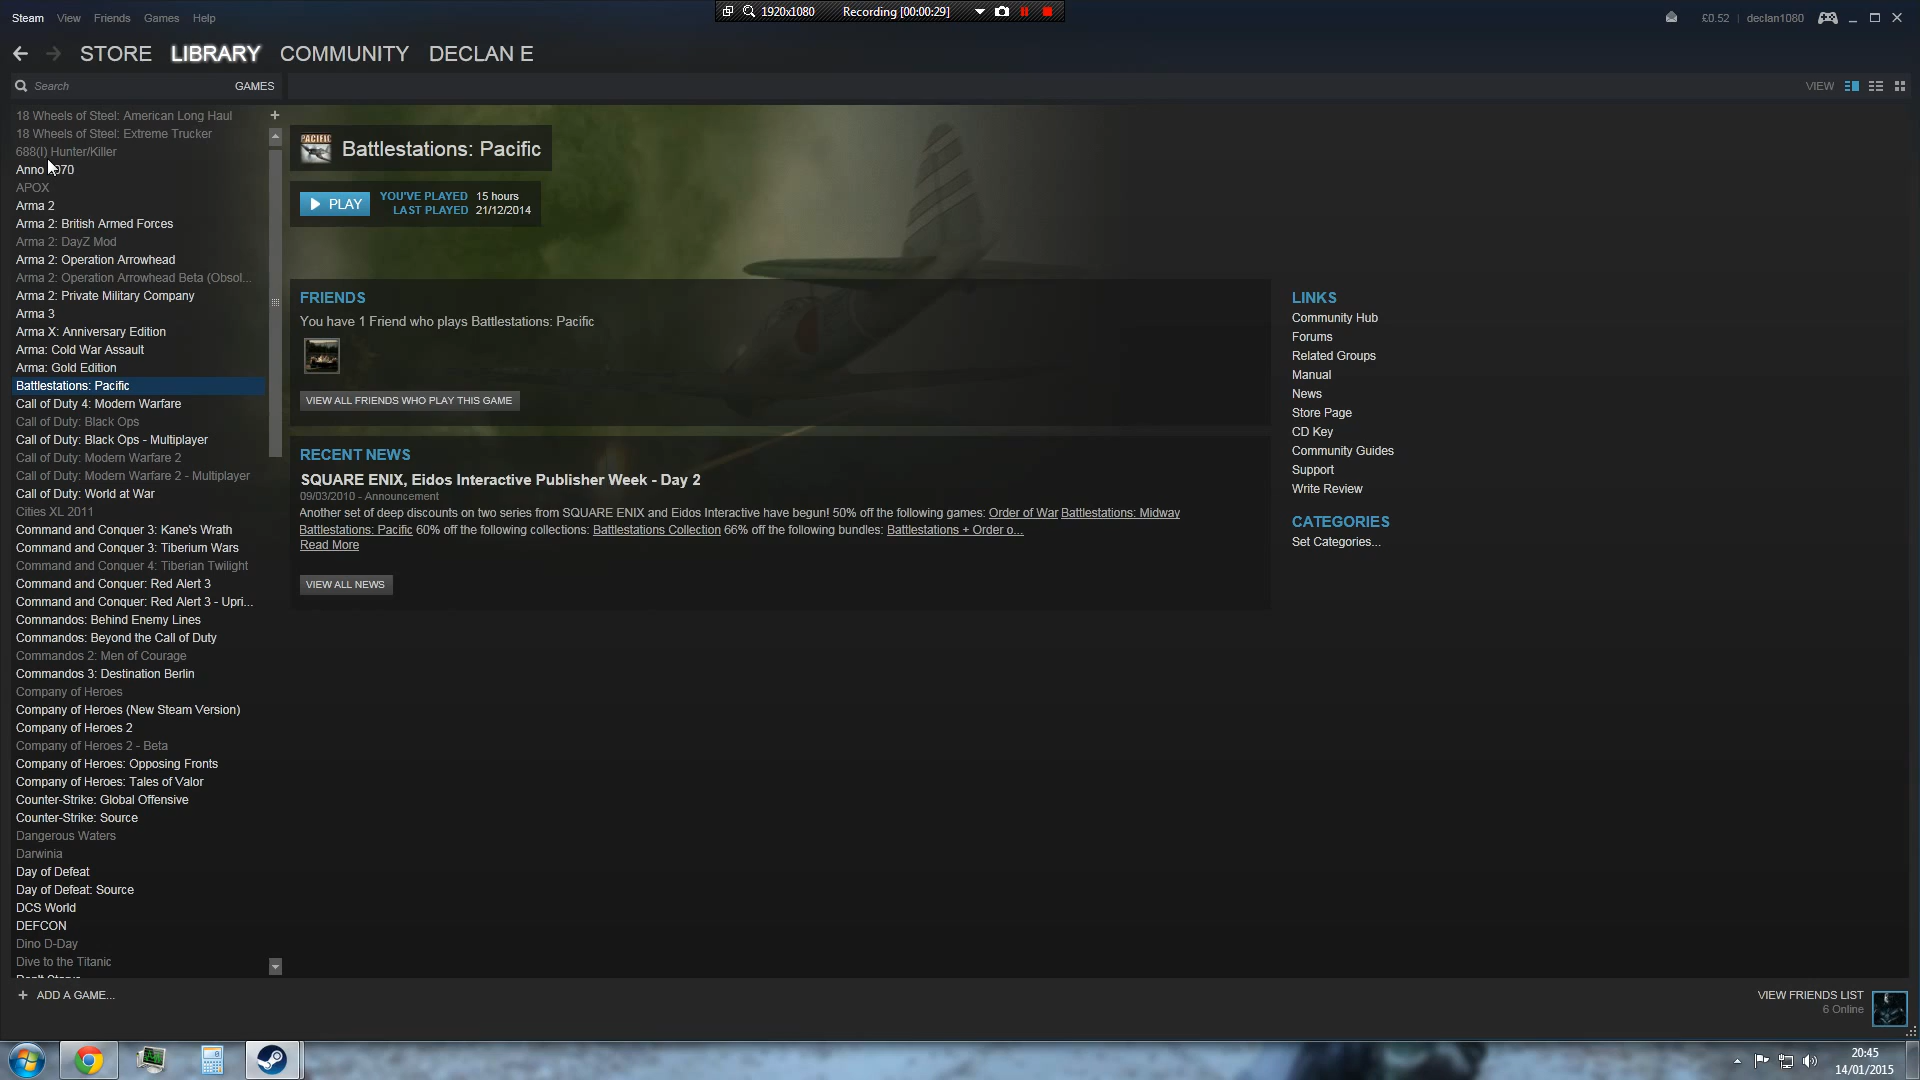 Steam View Friends Games Help
1920x1080 Recording [00:00:29]
£0.52 declan1080
STORE LIBRARY COMMUNITY DECLAN E
Search GAMES
VIEW
18 Wheels of Steel: American Long Haul
18 Wheels of Steel: Extreme Trucker
688(I) Hunter/Killer
Anno 070
APOX
Arma 2
Arma 2: British Armed Forces
Arma 2: DayZ Mod
Arma 2: Operation Arrowhead
Arma 2: Operation Arrowhead Beta (Obsol...
Arma 2: Private Military Company
Arma 3
Arma X: Anniversary Edition
Arma: Cold War Assault
Arma: Gold Edition
Battlestations: Pacific
Call of Duty 4: Modern Warfare
Call of Duty: Black Ops
Call of Duty: Black Ops - Multiplayer
Call of Duty: Modern Warfare 2
Call of Duty: Modern Warfare 2 - Multiplayer
Call of Duty: World at War
Cities XL 2011
Command and Conquer 3: Kane's Wrath
Command and Conquer 3: Tiberium Wars
Command and Conquer 4: Tiberian Twilight
Command and Conquer: Red Alert 3
Command and Conquer: Red Alert 3 - Upri...
Commandos: Behind Enemy Lines
Commandos: Beyond the Call of Duty
Commandos 2: Men of Courage
Commandos 3: Destination Berlin
Company of Heroes
Company of Heroes (New Steam Version)
Company of Heroes 2
Company of Heroes 2 - Beta
Company of Heroes: Opposing Fronts
Company of Heroes: Tales of Valor
Counter-Strike: Global Offensive
Counter-Strike: Source
Dangerous Waters
Darwinia
Day of Defeat
Day of Defeat: Source
DCS World
DEFCON
Dino D-Day
Dive to the Titanic
+ ADD A GAME...
PACIFIC
Battlestations: Pacific
PLAY
YOU'VE PLAYED 15 hours
LAST PLAYED 21/12/2014
FRIENDS
You have 1 Friend who plays Battlestations: Pacific
VIEW ALL FRIENDS WHO PLAY THIS GAME
RECENT NEWS
SQUARE ENIX, Eidos Interactive Publisher Week - Day 2
09/03/2010 - Announcement
Another set of deep discounts on two series from SQUARE ENIX and Eidos Interactive have begun! 50% off the following games: Order of War Battlestations: Midway
Battlestations: Pacific 60% off the following collections: Battlestations Collection 66% off the following bundles: Battlestations + Order o...
Read More
VIEW ALL NEWS
LINKS
Community Hub
Forums
Related Groups
Manual
News
Store Page
CD Key
Community Guides
Support
Write Review
CATEGORIES
Set Categories...
VIEW FRIENDS LIST
6 Online
20:45
14/01/2015